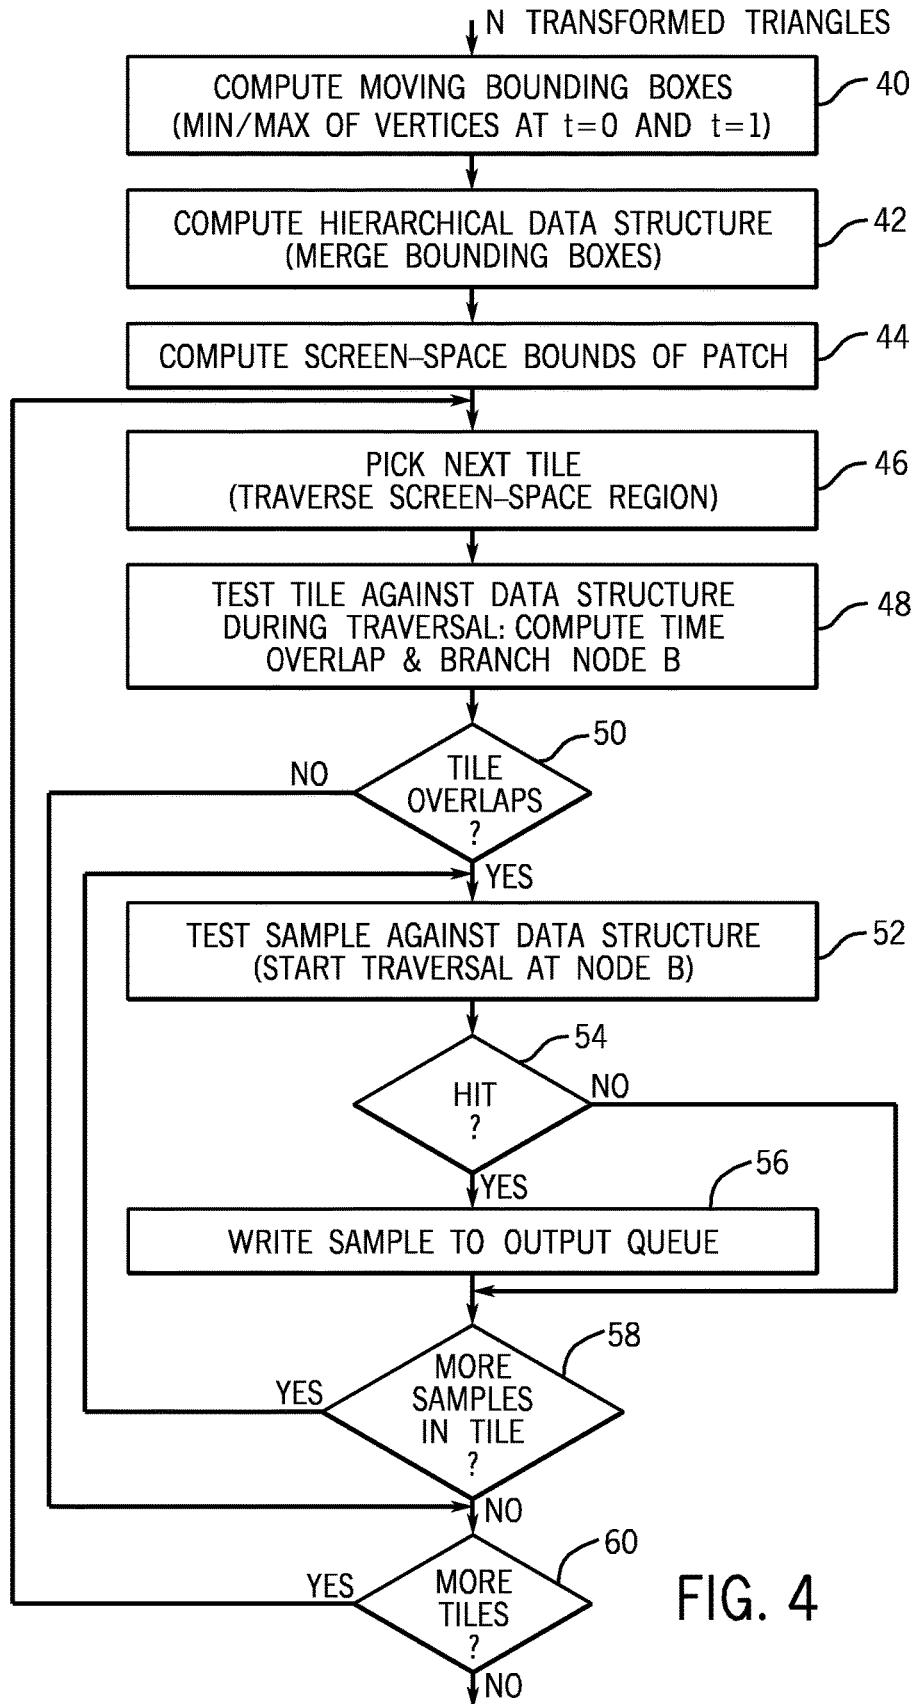 N TRANSFORMED TRIANGLES
COMPUTE MOVING BOUNDING BOXES
(MIN/MAX OF VERTICES AT t=0 AND t=1)
40
COMPUTE HIERARCHICAL DATA STRUCTURE
(MERGE BOUNDING BOXES)
42
COMPUTE SCREEN–SPACE BOUNDS OF PATCH
44
PICK NEXT TILE
(TRAVERSE SCREEN–SPACE REGION)
46
TEST TILE AGAINST DATA STRUCTURE
DURING TRAVERSAL: COMPUTE TIME
OVERLAP & BRANCH NODE B
48
50
NO
TILE
OVERLAPS
?
YES
TEST SAMPLE AGAINST DATA STRUCTURE
(START TRAVERSAL AT NODE B)
52
54
HIT
?
NO
YES
56
WRITE SAMPLE TO OUTPUT QUEUE
58
MORE
SAMPLES
IN TILE
?
YES
NO
60
YES
MORE
TILES
?
NO
FIG. 4